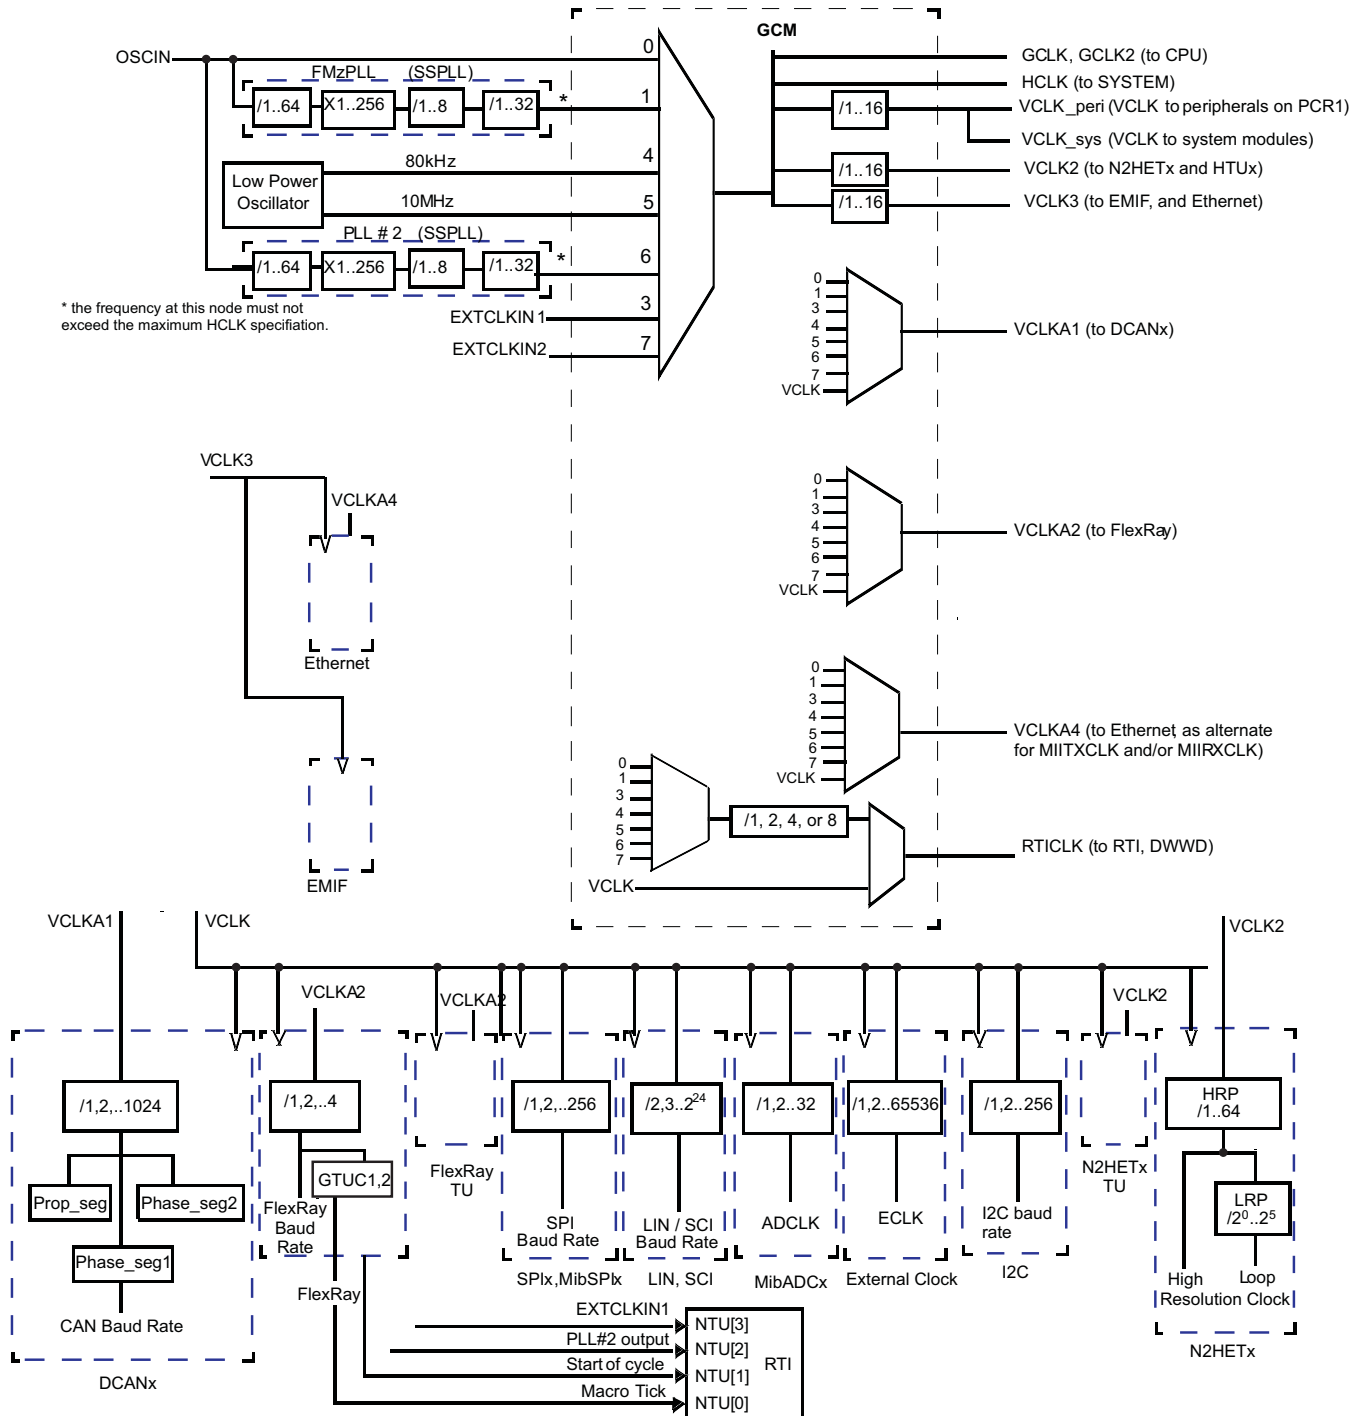 GCM
OSCIN
0
GCLK, GCLK2 (to CPU)
FMzPLL (SSPLL)
HCLK (to SYSTEM)
/1..64
X1..256
/1..8
/1..32
*
1
/1..16
VCLK_peri (VCLK to peripherals on PCR1)
VCLK_sys (VCLK to system modules)
80kHz
4
/1..16
VCLK2 (to N2HETx and HTUx)
Low Power
Oscillator
10MHz
5
/1..16
VCLK3 (to EMIF, and Ethernet)
PLL # 2 (SSPLL)
/1..64
X1..256
/1..8
/1..32
*
6
* the frequency at this node must not
exceed the maximum HCLK specifiation.
EXTCLKIN 1
3
EXTCLKIN2
7
0
1
3
4
5
6
7
VCLK
VCLKA1 (to DCANx)
VCLK3
VCLKA4
Ethernet
EMIF
0
1
3
4
5
6
7
VCLK
VCLKA2 (to FlexRay)
0
1
3
4
5
6
7
VCLK
VCLKA4 (to Ethernet, as alternate
for MIITXCLK and/or MIIRXCLK)
0
1
3
4
5
6
7
/1, 2, 4, or 8
VCLK
RTICLK (to RTI, DWWD)
VCLKA1
VCLK
VCLK2
VCLKA2
VCLKA2
VCLK2
/1,2,..1024
Prop_seg
Phase_seg2
Phase_seg1
CAN Baud Rate
DCANx
/1,2,..4
GTUC1,2
FlexRay
Baud
Rate
FlexRay
FlexRay
TU
/1,2,..256
SPI
Baud Rate
SPIx,MibSPIx
/2,3..2²⁴
LIN / SCI
Baud Rate
LIN, SCI
/1,2..32
ADCLK
MibADCx
/1,2..65536
ECLK
External Clock
/1,2..256
I2C baud
rate
I2C
N2HETx
TU
HRP
/1..64
LRP
/2⁰..2⁵
High
Loop
Resolution Clock
N2HETx
EXTCLKIN1
NTU[3]
PLL#2 output
NTU[2]
RTI
Start of cycle
NTU[1]
Macro Tick
NTU[0]